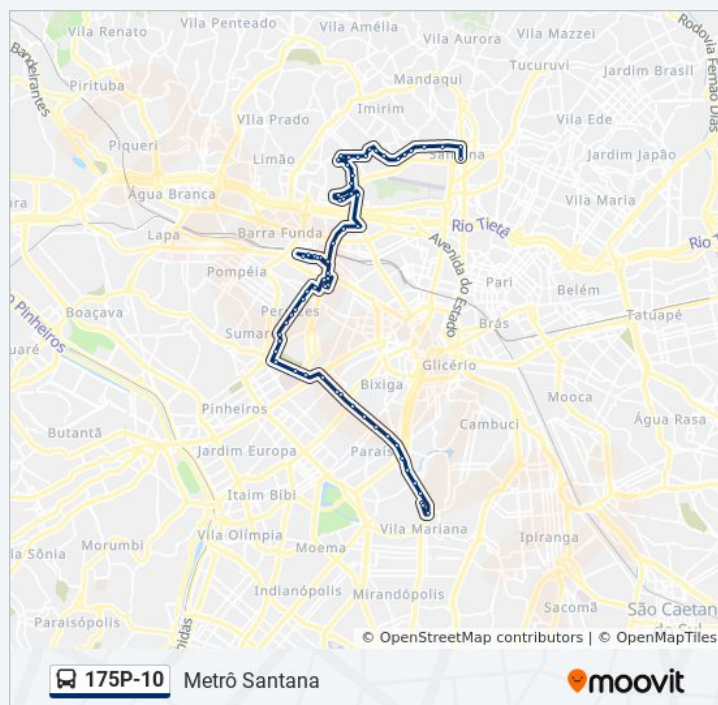 Vila Renato
Vila Penteado
Vila Amélia
Vila Aurora
Vila Mazzei
Rodovia Fernão Dias
Bandeirantes
Mandaqui
Tucuruvi
Jardim Brasil
Pirituba
Imirim
Vila Prado
Vila Ede
Piqueri
Limão
Santana
Jardim Japão
Água Branca
Vila Maria
Lapa
Barra Funda
Rio Tietê
Pompéia
Avenida do Estado
Pari
Belém
Pinheiros
Boaçava
Perdizes
Brás
Tatuapé
Sumaré
Glicério
Bixiga
Mooca
Pinheiros
Água Rasa
Butantã
Cambuci
Jardim Europa
Paraíso
Itaim Bibi
Vila Mariana
Ipiranga
Vila Olímpia
Morumbi
Moema
Indianópolis
Mirandópolis
Sacomã
Paraisópolis
© OpenStreetMap contributors | © OpenMapTiles
175P-10 Metrô Santana
moovit